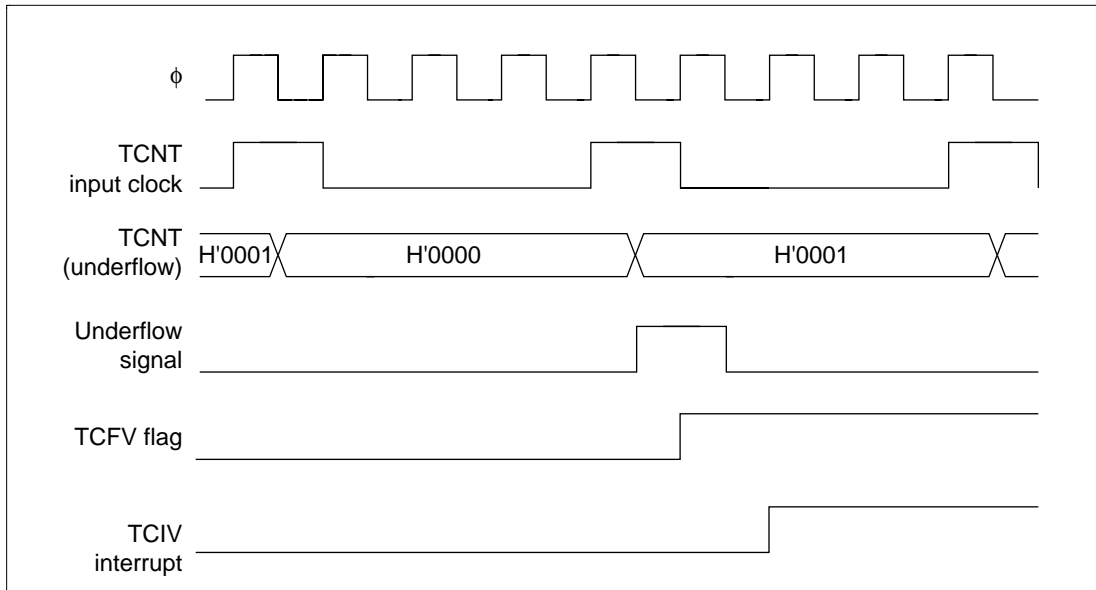 ϕ
TCNT
input clock
TCNT
(underflow)
H'0001 H'0000 H'0001
Underflow
signal
TCFV flag
TCIV
interrupt